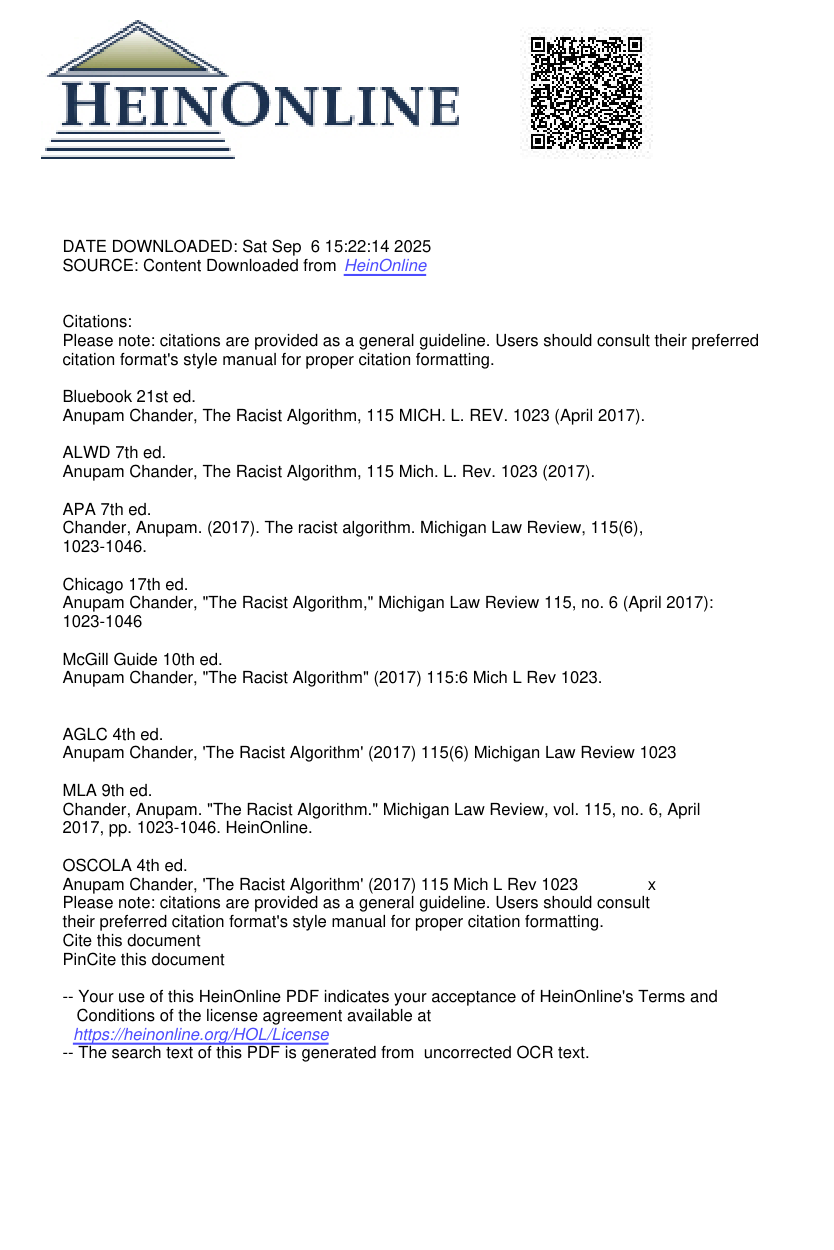 HEINONLINE
DATE DOWNLOADED: Sat Sep  6 15:22:14 2025
SOURCE: Content Downloaded from HeinOnline
Citations:
Please note: citations are provided as a general guideline. Users should consult their preferred
citation format's style manual for proper citation formatting.
Bluebook 21st ed.
Anupam Chander, The Racist Algorithm, 115 MICH. L. REV. 1023 (April 2017).
ALWD 7th ed.
Anupam Chander, The Racist Algorithm, 115 Mich. L. Rev. 1023 (2017).
APA 7th ed.
Chander, Anupam. (2017). The racist algorithm. Michigan Law Review, 115(6),
1023-1046.
Chicago 17th ed.
Anupam Chander, "The Racist Algorithm," Michigan Law Review 115, no. 6 (April 2017):
1023-1046
McGill Guide 10th ed.
Anupam Chander, "The Racist Algorithm" (2017) 115:6 Mich L Rev 1023.
AGLC 4th ed.
Anupam Chander, 'The Racist Algorithm' (2017) 115(6) Michigan Law Review 1023
MLA 9th ed.
Chander, Anupam. "The Racist Algorithm." Michigan Law Review, vol. 115, no. 6, April
2017, pp. 1023-1046. HeinOnline.
OSCOLA 4th ed.
Anupam Chander, 'The Racist Algorithm' (2017) 115 Mich L Rev 1023 x
Please note: citations are provided as a general guideline. Users should consult
their preferred citation format's style manual for proper citation formatting.
Cite this document
PinCite this document
-- Your use of this HeinOnline PDF indicates your acceptance of HeinOnline's Terms and
Conditions of the license agreement available at
https://heinonline.org/HOL/License
-- The search text of this PDF is generated from  uncorrected OCR text.